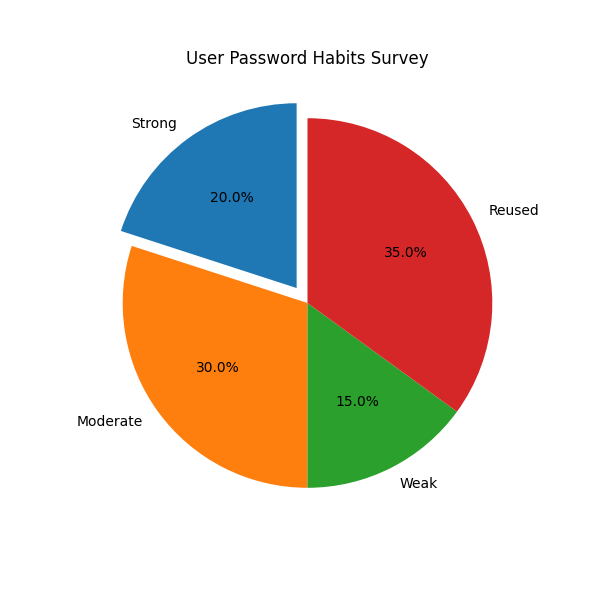 User Password Habits Survey
Strong
20.0%
Reused
35.0%
30.0%
Moderate
15.0%
Weak